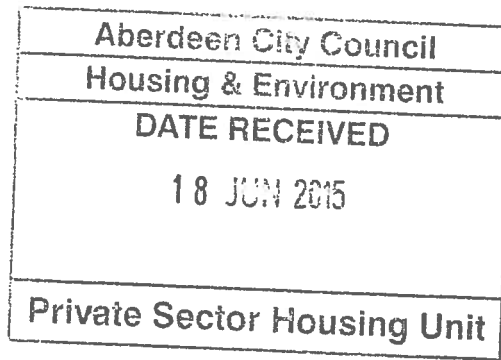 Aberdeen City Council
Housing & Environment
DATE RECEIVED
18 JUN 2015
Private Sector Housing Unit